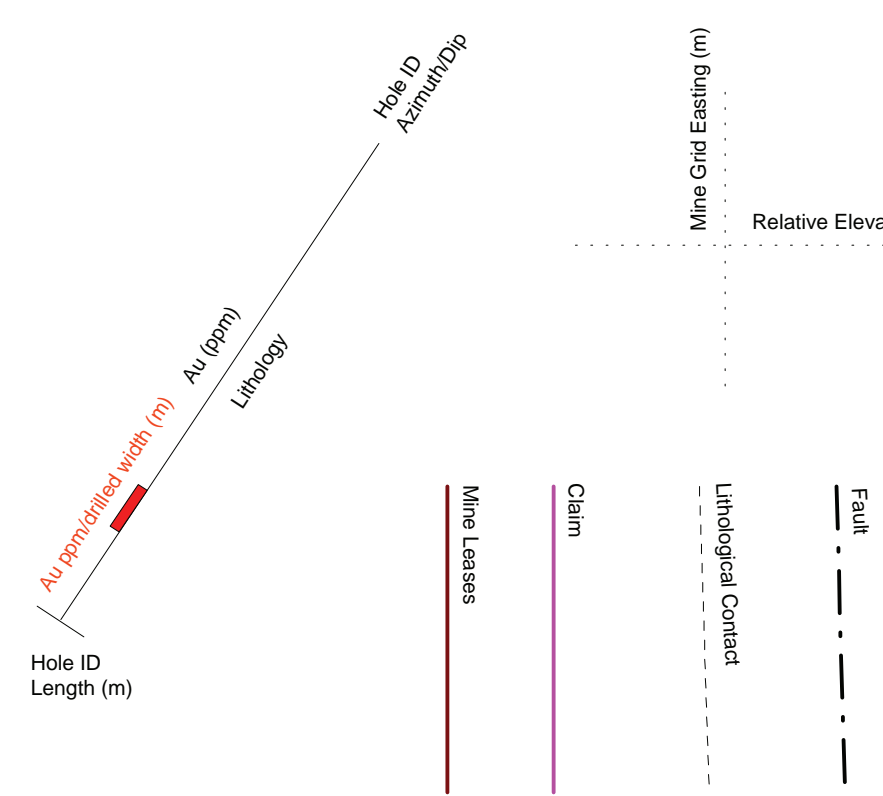 Hole ID
Azimuth/Dip
Mine Grid Easting (m)
Relative Eleva
Au (ppm)
Lithology
Au ppm/drilled width (m)
Hole ID
Length (m)
Mine Leases
Claim
Lithological Contact
Fault